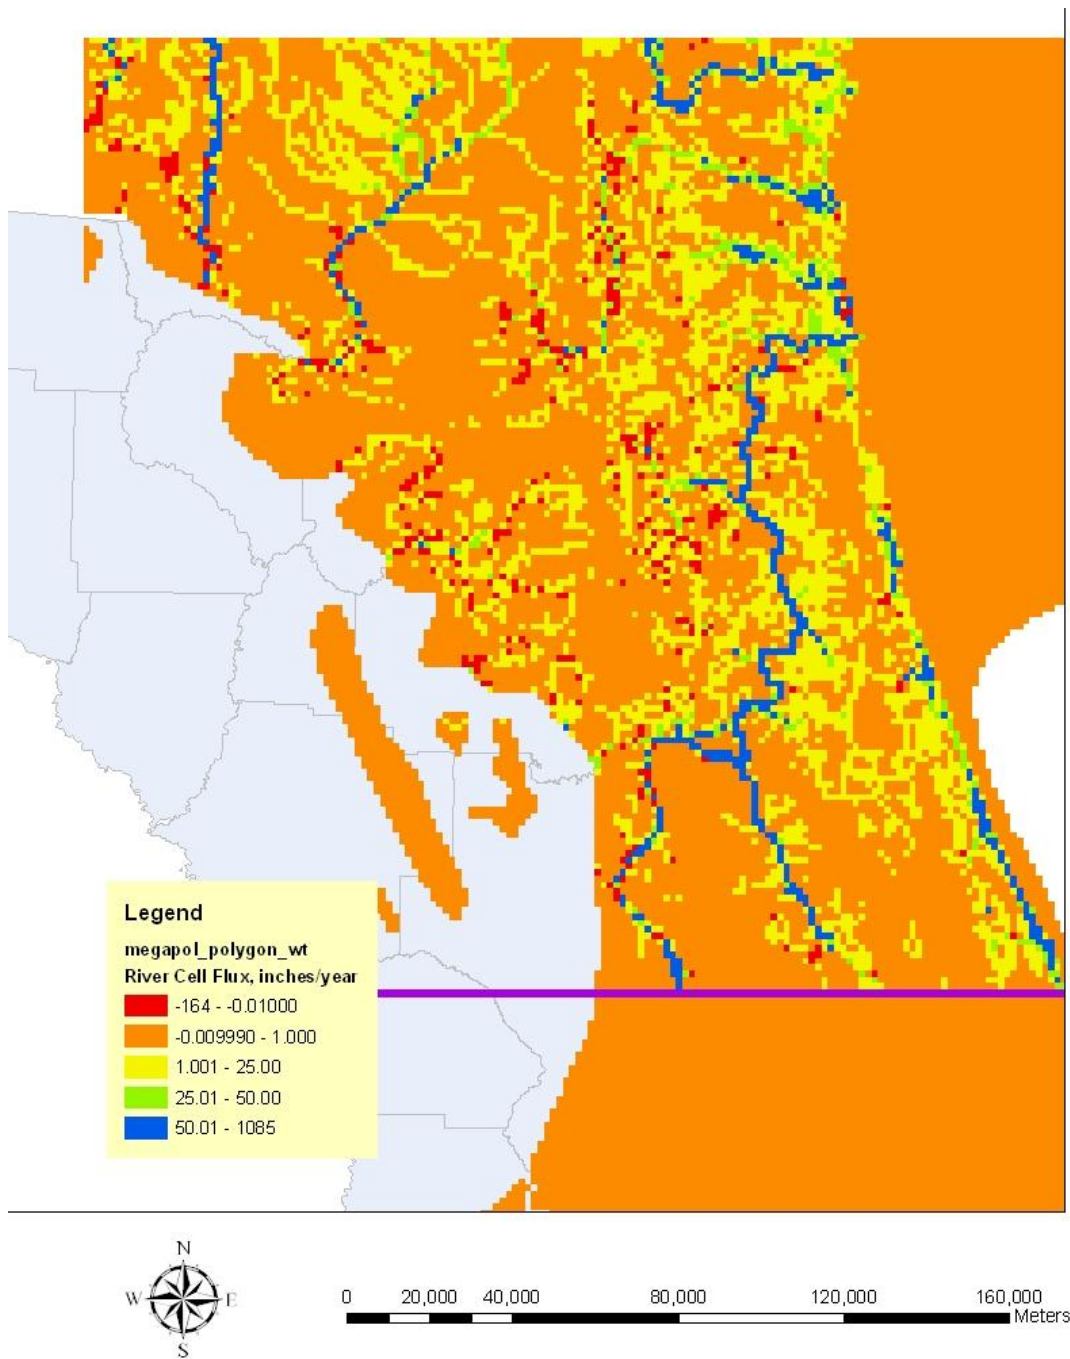 Legend
megapol_polygon_wt
River Cell Flux, inches/year
-164 - -0.01000
-0.009990 - 1.000
1.001 - 25.00
25.01 - 50.00
50.01 - 1085
N
W E
S
0 20,000 40,000 80,000 120,000 160,000
Meters